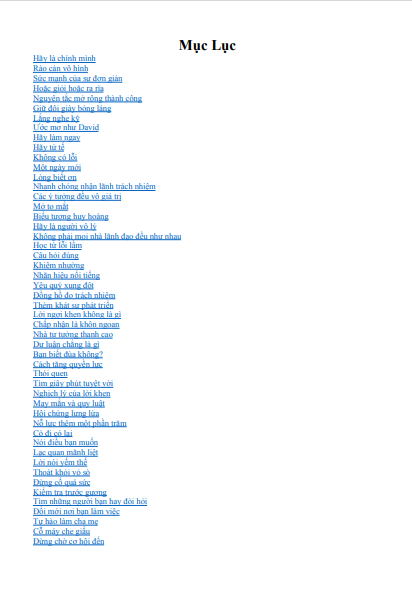 Mục Lục
Hãy là chính mình
Rào cản vô hình
Sức mạnh của sự đơn giản
Hoặc giỏi hoặc ra rìa
Nguyên tắc mở rộng thành công
Giữ đôi giày bóng láng
Lắng nghe kỹ
Ước mơ như David
Hãy làm ngay
Hãy tử tế
Không có lỗi
Một ngày mới
Lòng biết ơn
Nhanh chóng nhận lãnh trách nhiệm
Các ý tưởng đều vô giá trị
Mở to mắt
Biểu tượng huy hoàng
Hãy là người vô lý
Không phải mọi nhà lãnh đạo đều như nhau
Học từ lỗi lầm
Câu hỏi đúng
Khiêm nhường
Nhãn hiệu nổi tiếng
Yêu quý xung đột
Đồng hồ đo trách nhiệm
Thèm khát sự phát triển
Lời ngợi khen không là gì
Chấp nhận là khôn ngoan
Nhà tư tưởng thanh cao
Dư luận chẳng là gì
Bạn biết đùa không?
Cách tăng quyền lực
Thói quen
Tìm giây phút tuyệt vời
Nghịch lý của lời khen
May mắn và quy luật
Hội chứng lưng lửa
Nỗ lực thêm một phần trăm
Có đi có lại
Nói điều bạn muốn
Lạc quan mãnh liệt
Lời nói yểm thế
Thoát khỏi vỏ sò
Đừng cố quá sức
Kiểm tra trước gương
Tìm những người bạn hay đòi hỏi
Đổi mới nơi bạn làm việc
Tự hào làm cha mẹ
Cỗ máy che giấu
Đừng chờ cơ hội đến